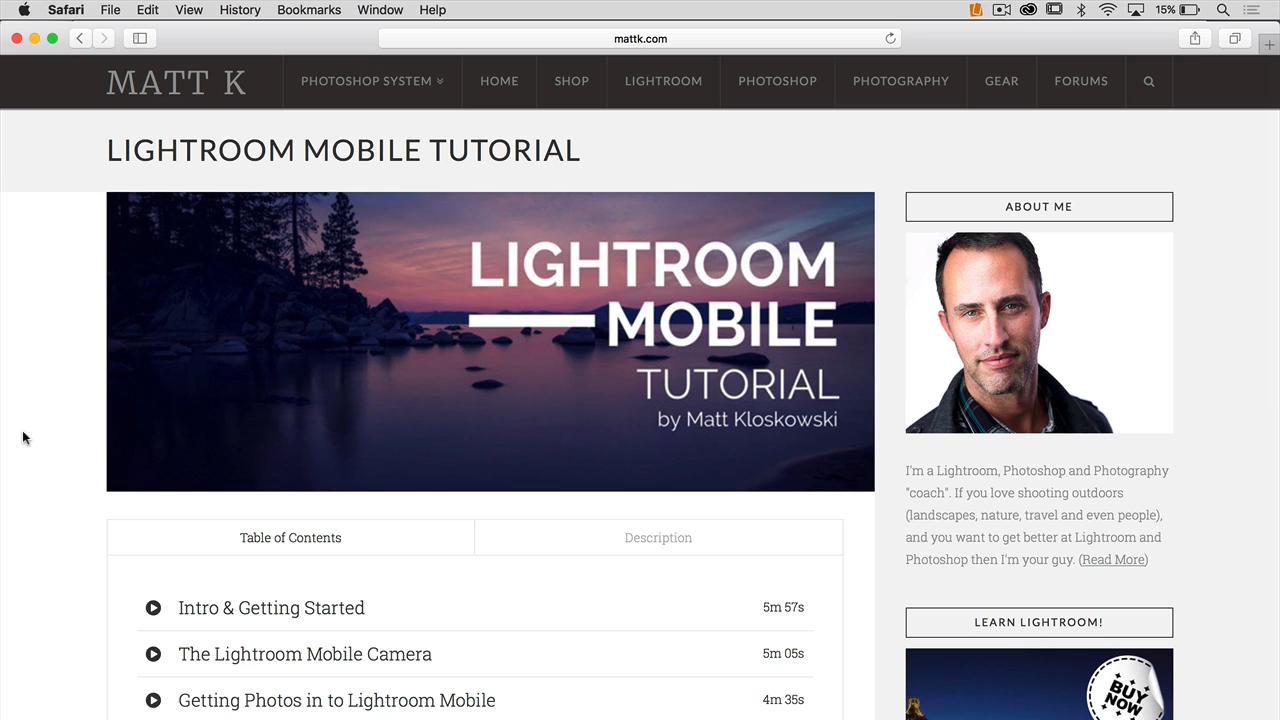 Safari File Edit View History Bookmarks Window Help 15%
mattk.com
MATT K PHOTOSHOP SYSTEM HOME SHOP LIGHTROOM PHOTOSHOP PHOTOGRAPHY GEAR FORUMS
LIGHTROOM MOBILE TUTORIAL
LIGHTROOM
MOBILE
TUTORIAL
by Matt Kloskowski
Table of Contents Description
Intro & Getting Started 5m 57s
The Lightroom Mobile Camera 5m 05s
Getting Photos in to Lightroom Mobile 4m 35s
ABOUT ME
I'm a Lightroom, Photoshop and Photography
"coach". If you love shooting outdoors
(landscapes, nature, travel and even people),
and you want to get better at Lightroom and
Photoshop then I'm your guy. (Read More)
LEARN LIGHTROOM!
BUY
NOW